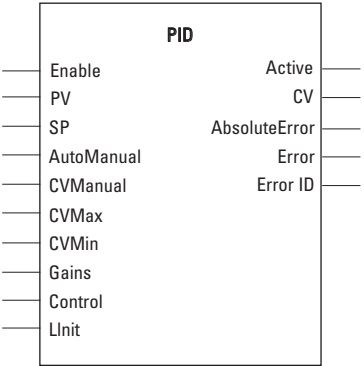 PID
Enable
Active
PV
CV
SP
AbsoluteError
AutoManual
Error
CVManual
Error ID
CVMax
CVMin
Gains
Control
LInit